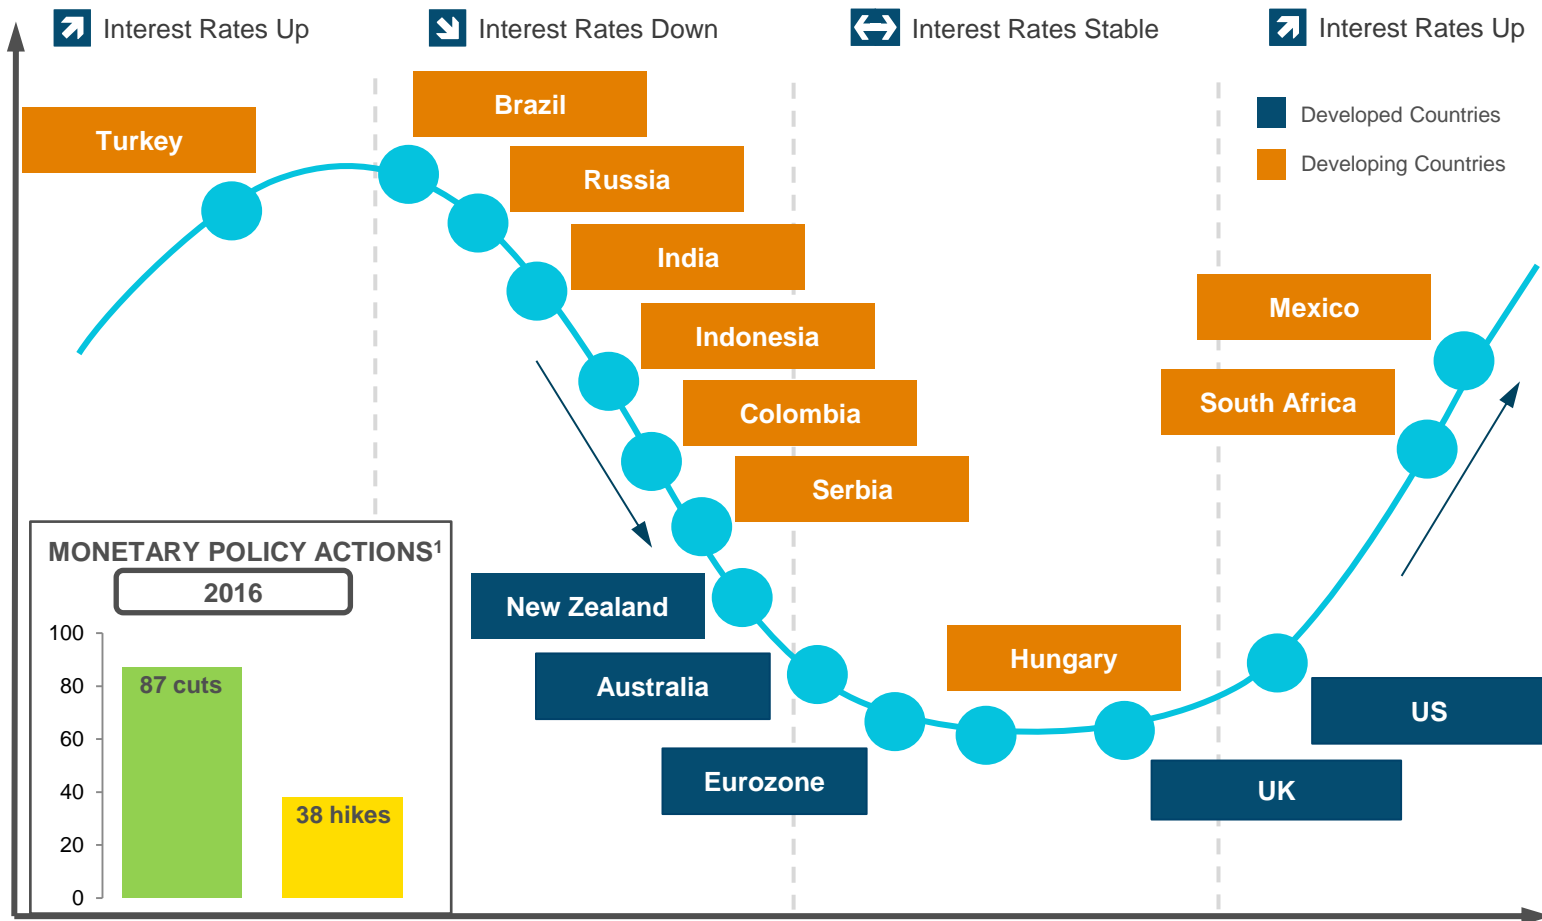 Interest Rates Up
Interest Rates Down
Interest Rates Stable
Interest Rates Up
Developed Countries
Developing Countries
Turkey
Brazil
Russia
India
Indonesia
Colombia
Serbia
New Zealand
Australia
Eurozone
Hungary
UK
US
South Africa
Mexico
MONETARY POLICY ACTIONS¹
2016
100
80
60
40
20
0
87 cuts
38 hikes